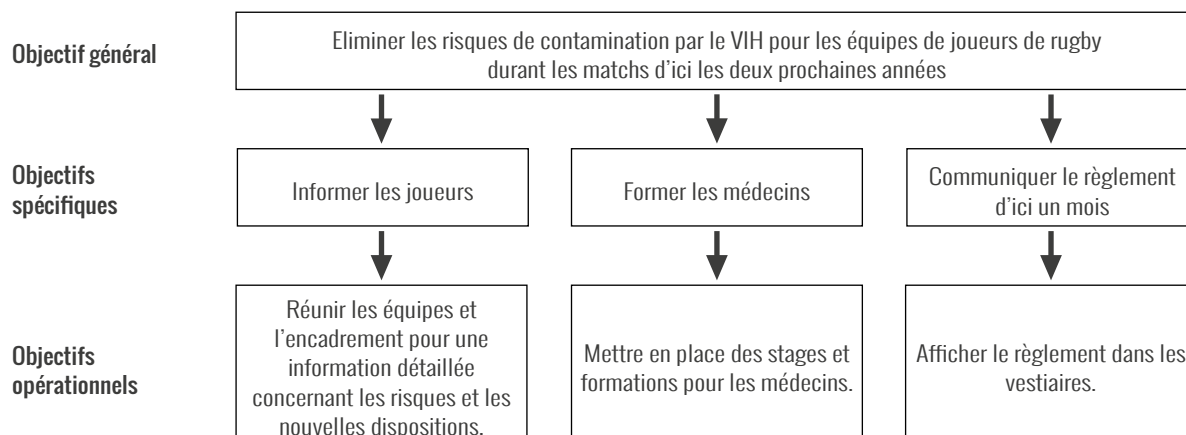 Objectif général
Eliminer les risques de contamination par le VIH pour les équipes de joueurs de rugby
durant les matchs d'ici les deux prochaines années
Objectifs
spécifiques
Informer les joueurs
Former les médecins
Communiquer le règlement
d'ici un mois
Objectifs
opérationnels
Réunir les équipes et
l'encadrement pour une
information détaillée
concernant les risques et les
nouvelles dispositions.
Mettre en place des stages et
formations pour les médecins.
Afficher le règlement dans les
vestiaires.